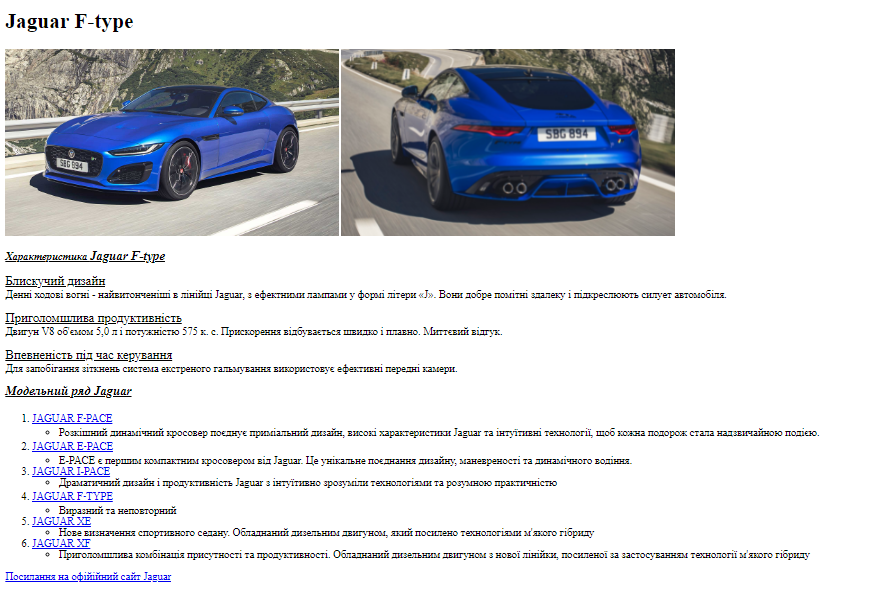 Jaguar F-type
SBG 894
SBG 894
Характеристика Jaguar F-type
Блискучий дизайн
Денні ходові вогні - найвитонченіші в лінійці Jaguar, з ефектними лампами у формі літери «J». Вони добре помітні здалеку і підкреслюють силует автомобіля.
Приголомшлива продуктивність
Двигун V8 об'ємом 5,0 л і потужністю 575 к. с. Прискорення відбувається швидко і плавно. Миттєвий відгук.
Впевненість під час керування
Для запобігання зіткнень система екстреного гальмування використовує ефективні передні камери.
Модельний ряд Jaguar
1. JAGUAR F-PACE
Розкішний динамічний кросовер поєднує приміальний дизайн, високі характеристики Jaguar та інтуїтивні технології, щоб кожна подорож стала надзвичайною подією.
2. JAGUAR E-PACE
E-PACE є першим компактним кросовером від Jaguar. Це унікальне поєднання дизайну, маневреності та динамічного водіння.
3. JAGUAR I-PACE
Драматичний дизайн і продуктивність Jaguar з інтуїтивно зрозуміли технологіями та розумною практичністю
4. JAGUAR F-TYPE
Виразний та неповторний
5. JAGUAR XE
Нове визначення спортивного седану. Обладнаний дизельним двигуном, який посилено технологіями м'якого гібриду
6. JAGUAR XF
Приголомшлива комбінація присутності та продуктивності. Обладнаний дизельним двигуном з нової лінійки, посиленої за застосуванням технології м'якого гібриду
Посилання на офійійний сайт Jaguar